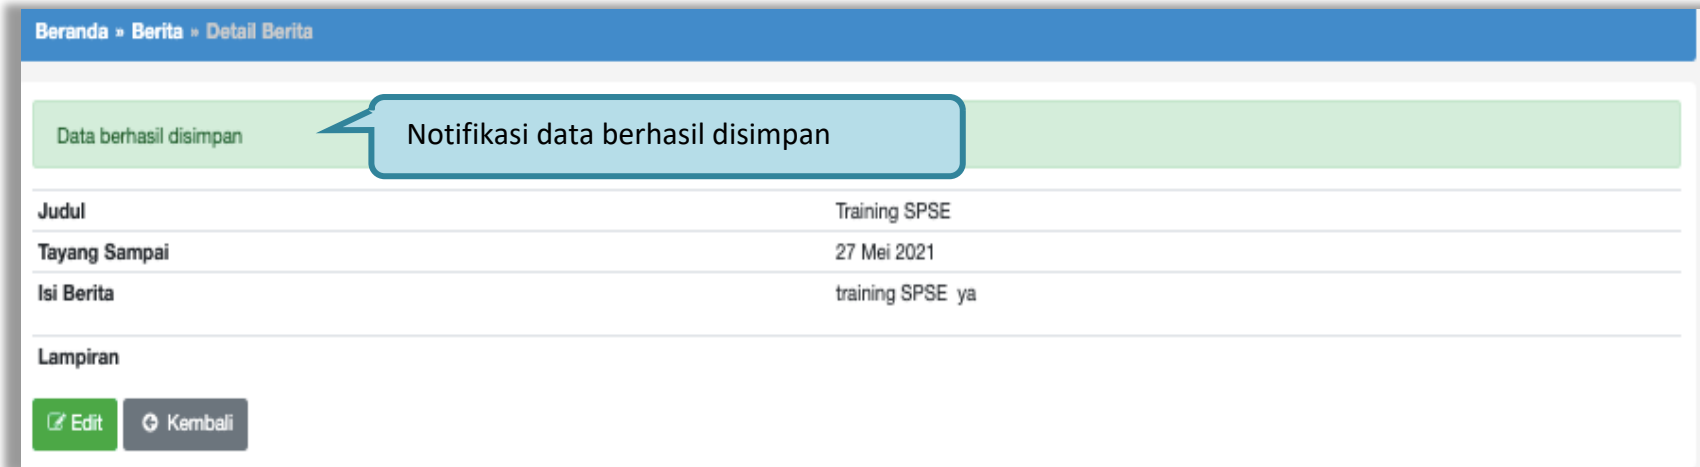 Beranda » Berita » Detail Berita
Data berhasil disimpan
Notifikasi data berhasil disimpan
Judul Training SPSE
Tayang Sampai 27 Mei 2021
Isi Berita training SPSE ya
Lampiran
Edit Kembali